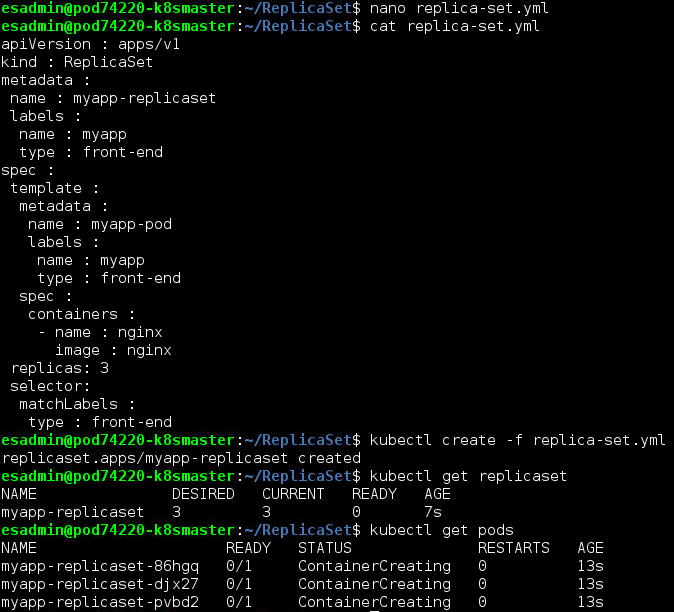 esadmin@pod74220-k8smaster:~/ReplicaSet$ nano replica-set.yml
esadmin@pod74220-k8smaster:~/ReplicaSet$ cat replica-set.yml
apiVersion : apps/v1
kind : ReplicaSet
metadata :
 name : myapp-replicaset
 labels :
  name : myapp
  type : front-end
spec :
 template :
  metadata :
   name : myapp-pod
   labels :
    name : myapp
    type : front-end
  spec :
   containers :
    - name : nginx
      image : nginx
 replicas: 3
 selector:
  matchLabels :
   type : front-end
esadmin@pod74220-k8smaster:~/ReplicaSet$ kubectl create -f replica-set.yml
replicaset.apps/myapp-replicaset created
esadmin@pod74220-k8smaster:~/ReplicaSet$ kubectl get replicaset
NAME               DESIRED   CURRENT   READY   AGE
myapp-replicaset   3         3         0       7s
esadmin@pod74220-k8smaster:~/ReplicaSet$ kubectl get pods
NAME                     READY   STATUS              RESTARTS   AGE
myapp-replicaset-86hgq   0/1     ContainerCreating   0          13s
myapp-replicaset-djx27   0/1     ContainerCreating   0          13s
myapp-replicaset-pvbd2   0/1     ContainerCreating   0          13s